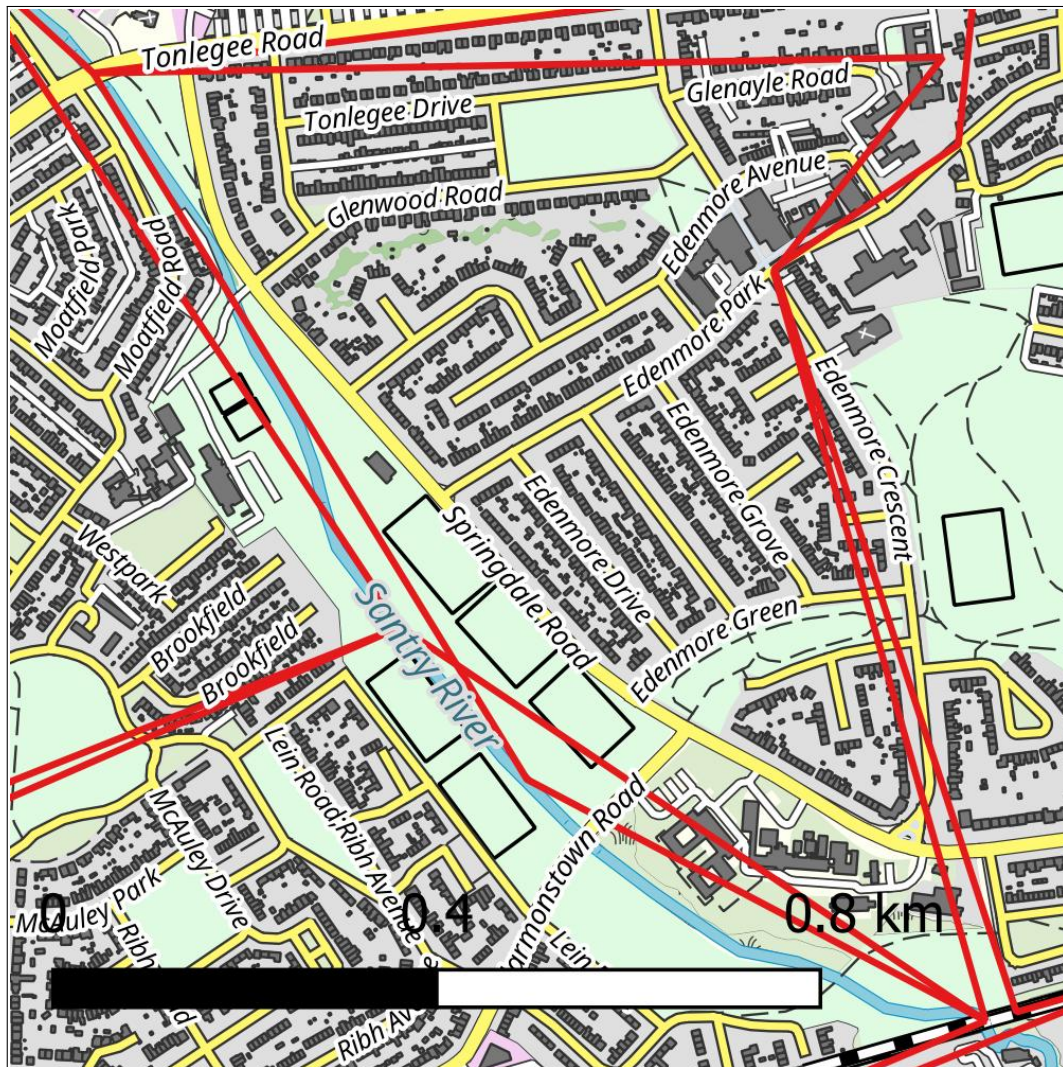 Tonlegee Road
Glenayle Road
Tonlegee Drive
Edenmore Avenue
Glenwood Road
Moatfield park
Moatfield Road
Edenmore Park
Edenmore Crescent
Edenmore Grove
Edenmore Drive
Springdale Road
Westpark
Brookfield
Brookfield
Santry River
Edenmore Green
Lein Road
Ribh Avenue
McAuley Drive
McAuley Park
0 0.4 0.8 km